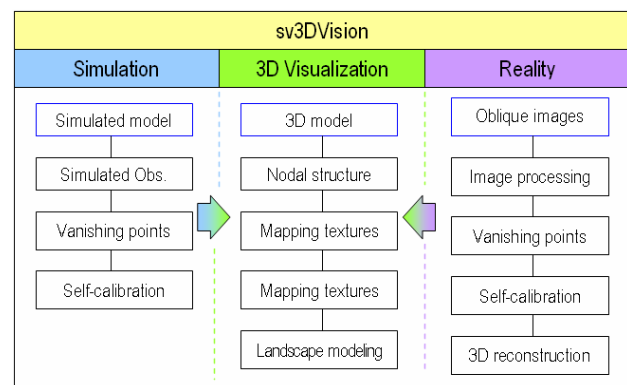 sv3DVision
Simulation
3D Visualization
Reality
Simulated model
Simulated Obs.
Vanishing points
Self-calibration
3D model
Nodal structure
Mapping textures
Mapping textures
Landscape modeling
Oblique images
Image processing
Vanishing points
Self-calibration
3D reconstruction